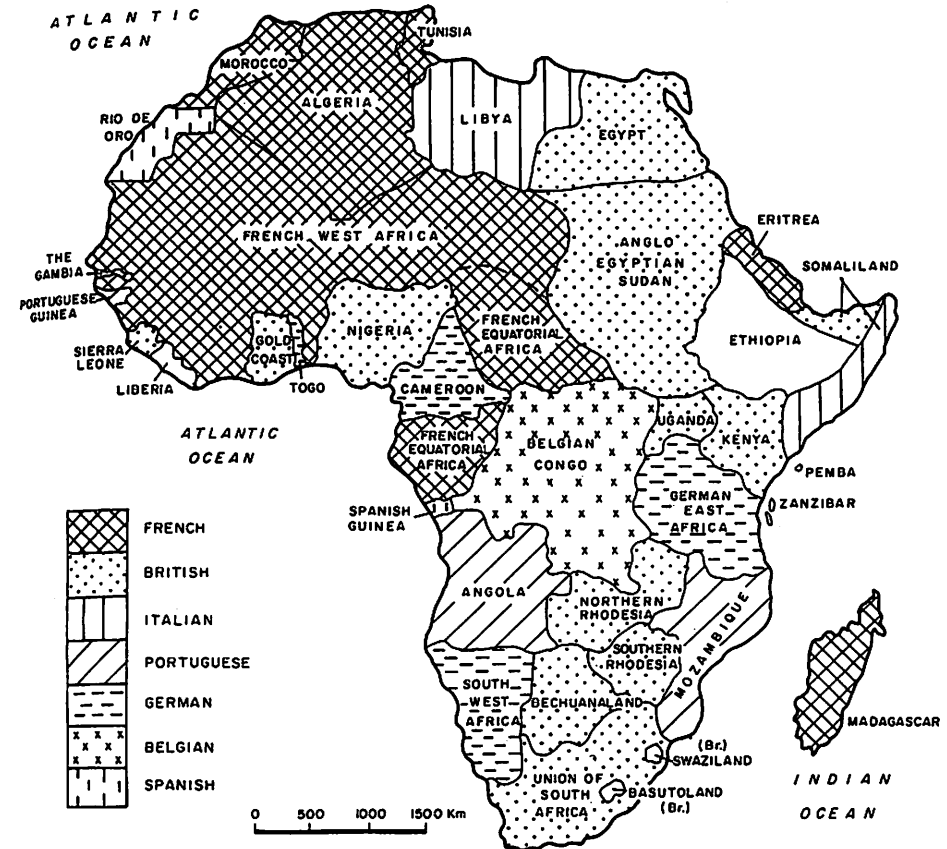 ATLANTIC
OCEAN
TUNISIA
MOROCCO
ALGERIA
LIBYA
EGYPT
RIO DE
ORO
FRENCH WEST AFRICA
ANGLO
EGYPTIAN
SUDAN
ERITREA
SOMALILAND
THE
GAMBIA
PORTUGUESE
GUINEA
SIERRA
LEONE
LIBERIA
GOLD
COAST
TOGO
NIGERIA
FRENCH
EQUATORIAL
AFRICA
ETHIOPIA
CAMEROON
ATLANTIC
OCEAN
FRENCH
EQUATORIAL
AFRICA
BELGIAN
CONGO
UGANDA
KENYA
PEMBA
ZANZIBAR
GERMAN
EAST
AFRICA
SPANISH
GUINEA
ANGOLA
NORTHERN
RHODESIA
SOUTHERN
RHODESIA
MOZAMBIQUE
SOUTH
WEST
AFRICA
BECHUANALAND
MADAGASCAR
(Br.)
SWAZILAND
UNION OF
SOUTH
AFRICA
BASUTOLAND
(Br.)
INDIAN
OCEAN
FRENCH
BRITISH
ITALIAN
PORTUGUESE
GERMAN
BELGIAN
SPANISH
0 500 1000 1500 Km